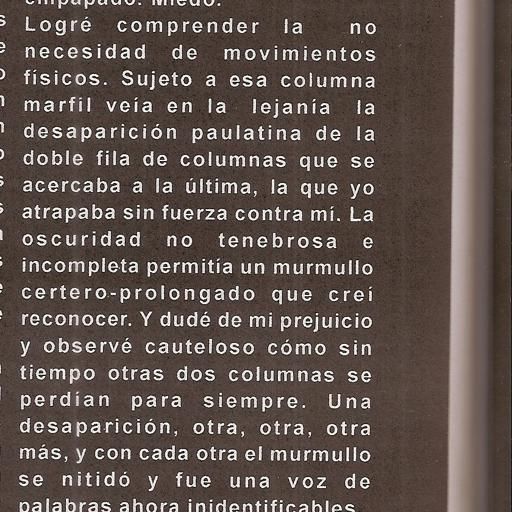 empapado. Miedo.
Logré comprender la no
necesidad de movimientos
físicos. Sujeto a esa columna
marfil veía en la lejanía la
desaparición paulatina de la
doble fila de columnas que se
acercaba a la última, la que yo
atrapaba sin fuerza contra mí. La
oscuridad no tenebrosa e
incompleta permitía un murmullo
certero-prolongado que creí
reconocer. Y dudé de mi prejuicio
y observé cauteloso cómo sin
tiempo otras dos columnas se
perdían para siempre. Una
desaparición, otra, otra, otra
más, y con cada otra el murmullo
se nitidó y fue una voz de
palabras ahora inidentificables